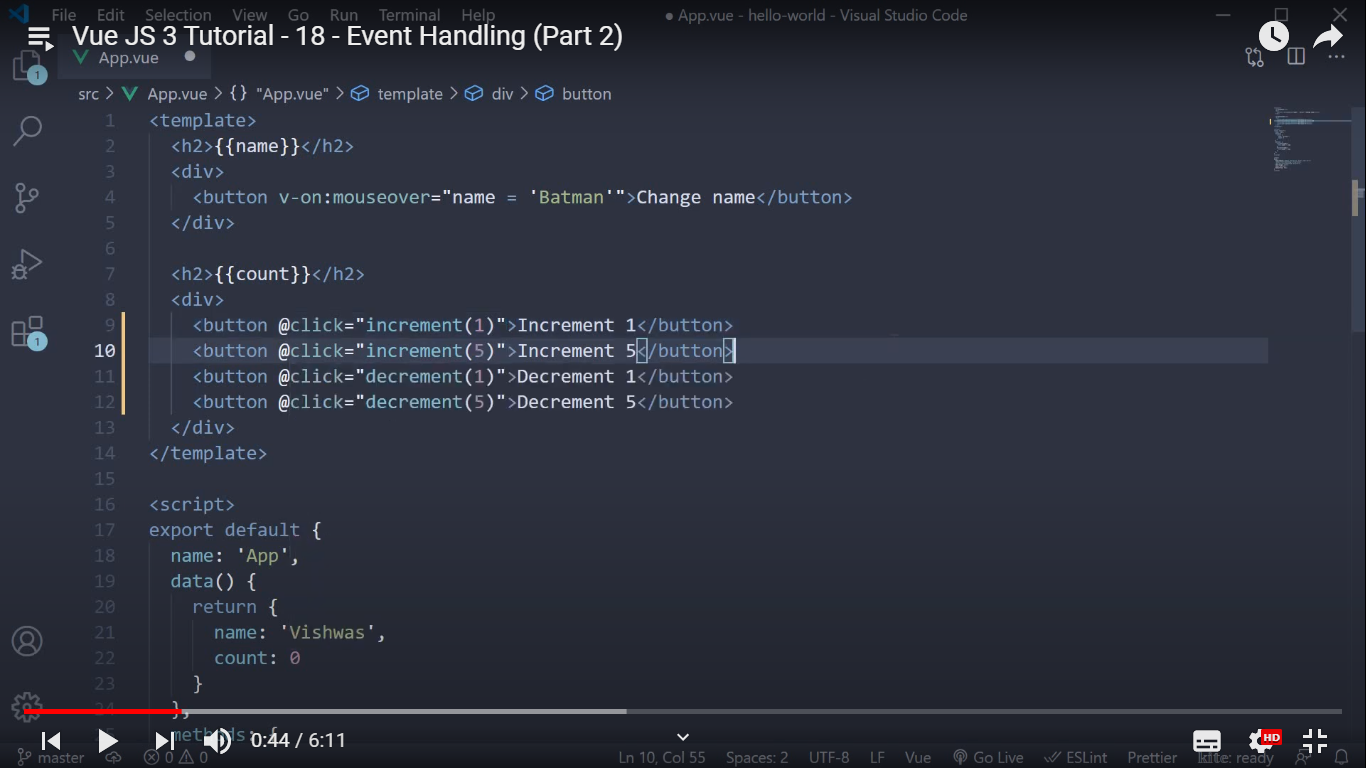 File Edit Selection View Go Run Terminal Help
● App.vue - hello-world - Visual Studio Code
Vue JS 3 Tutorial - 18 - Event Handling (Part 2)
App.vue
1
src > App.vue > {} "App.vue" > template > div > button
1 <template>
2 <h2>{{name}}</h2>
3 <div>
4 <button v-on:mouseover="name = 'Batman'">Change name</button>
5 </div>
6
7 <h2>{{count}}</h2>
8 <div>
9 <button @click="increment(1)">Increment 1</button>
10 <button @click="increment(5)">Increment 5</button>
11 <button @click="decrement(1)">Decrement 1</button>
12 <button @click="decrement(5)">Decrement 5</button>
13 </div>
14 </template>
15
16 <script>
17 export default {
18 name: 'App',
19 data() {
20 return {
21 name: 'Vishwas',
22 count: 0
23 }
24 },
methods: {
1
0:44 / 6:11
HD
master 0 0 Ln 10, Col 55 Spaces: 2 UTF-8 LF Vue Go Live ESLint Prettier kite: ready